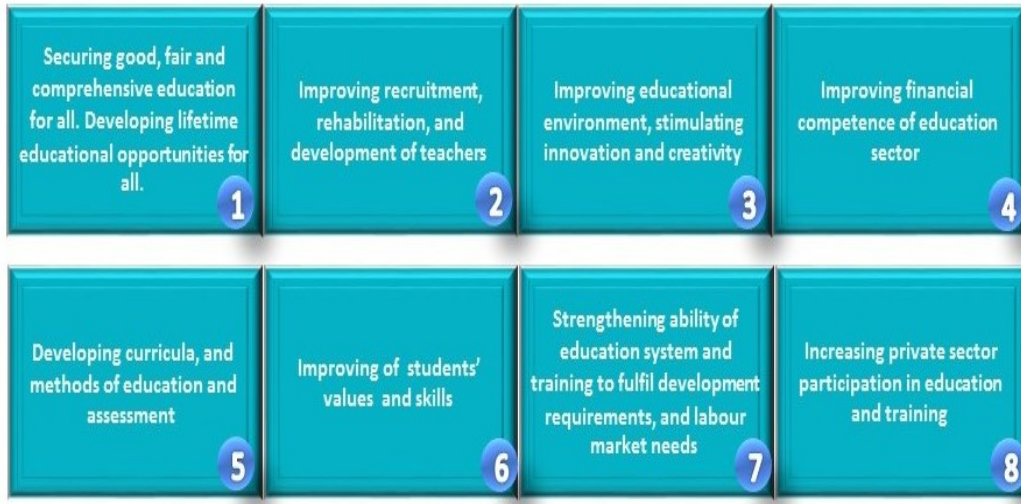 Securing good, fair and
comprehensive education
for all. Developing lifetime
educational opportunities for
all.
1
Improving recruitment,
rehabilitation, and
development of teachers
2
Improving educational
environment, stimulating
innovation and creativity
3
Improving financial
competence of education
sector
4
Developing curricula, and
methods of education and
assessment
5
Improving of students'
values and skills
6
Strengthening ability of
education system and
training to fulfil development
requirements, and labour
market needs
7
Increasing private sector
participation in education
and training
8